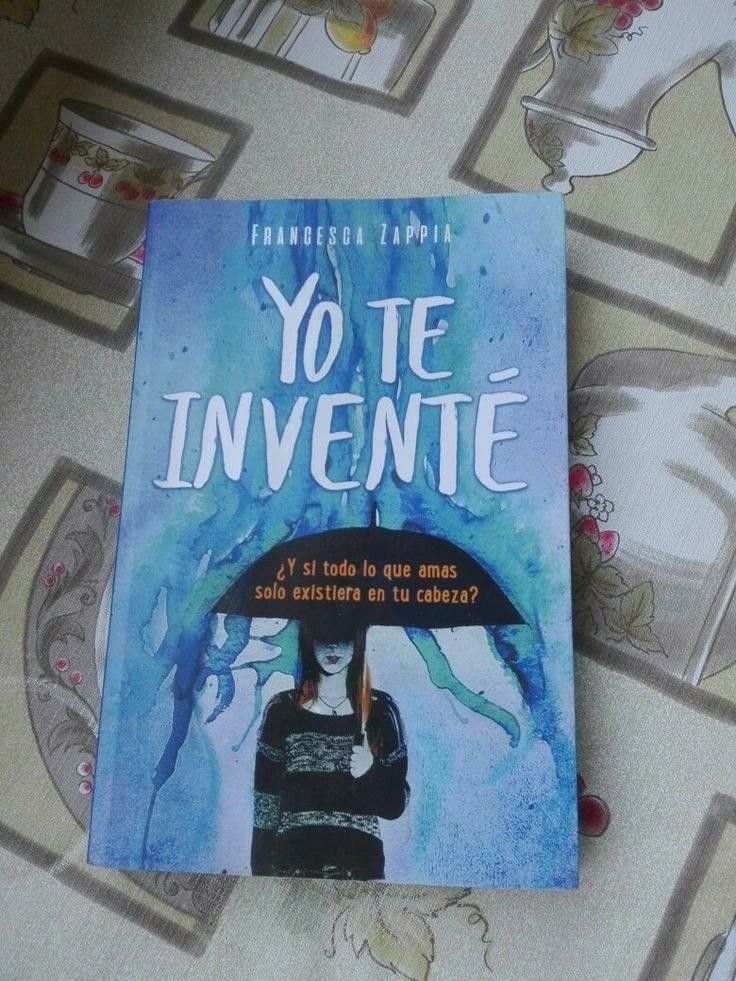 FRANCESCA ZAPPIA
YO TE
INVENTÉ
¿Y si todo lo que amas
solo existiera en tu cabeza?